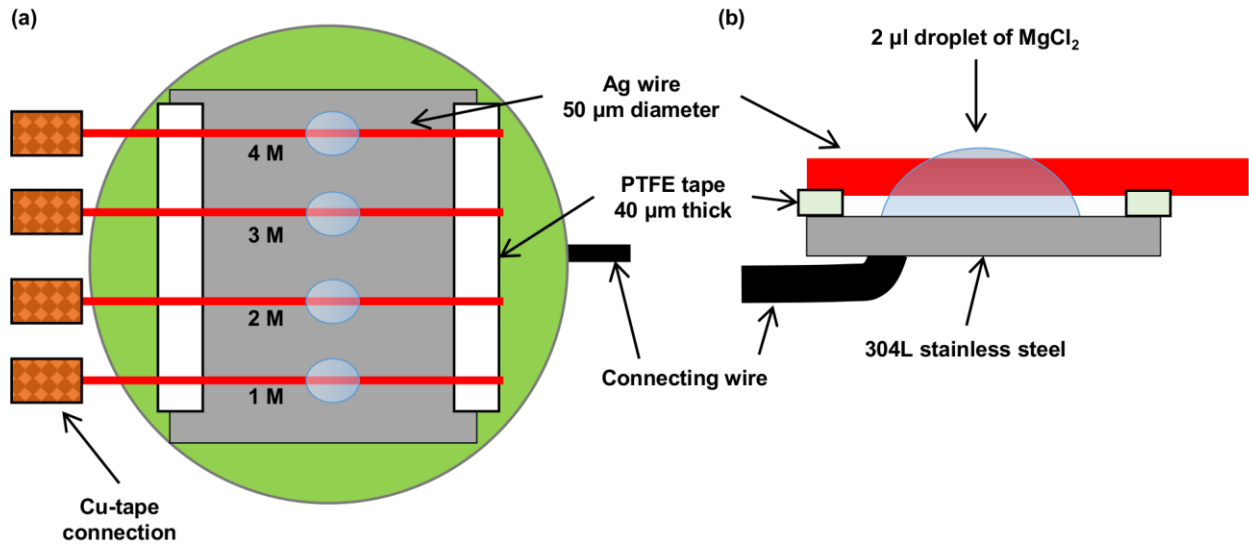 (a)
4 M
3 M
2 M
1 M
Cu-tape
connection
Ag wire
50 µm diameter
PTFE tape
40 µm thick
Connecting wire
(b)
2 µl droplet of MgCl₂
304L stainless steel